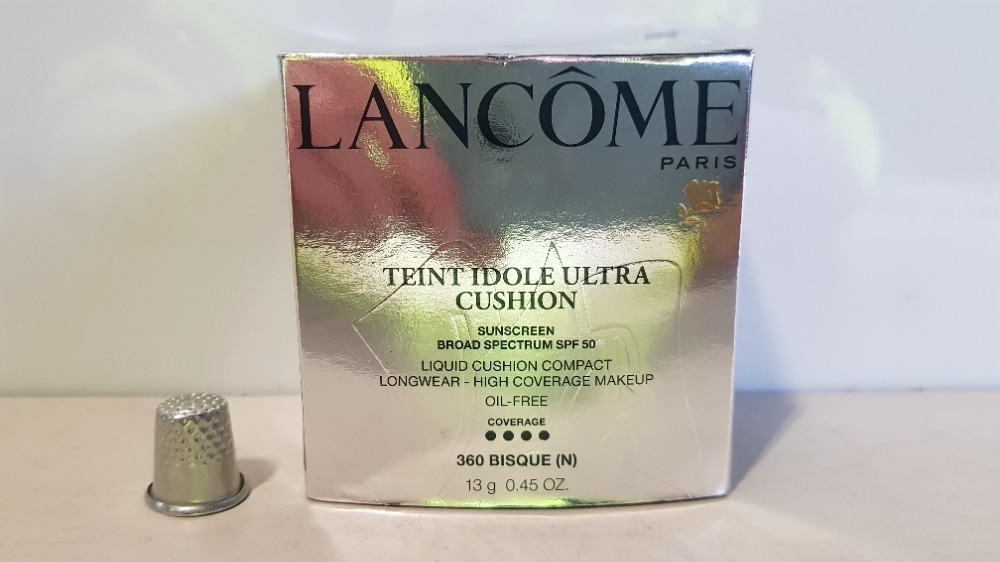 LANCÔME
PARIS
TEINT IDOLE ULTRA
CUSHION
SUNSCREEN
BROAD SPECTRUM SPF 50
LIQUID CUSHION COMPACT
LONGWEAR - HIGH COVERAGE MAKEUP
OIL-FREE
COVERAGE
360 BISQUE (N)
13 g 0.45 OZ.